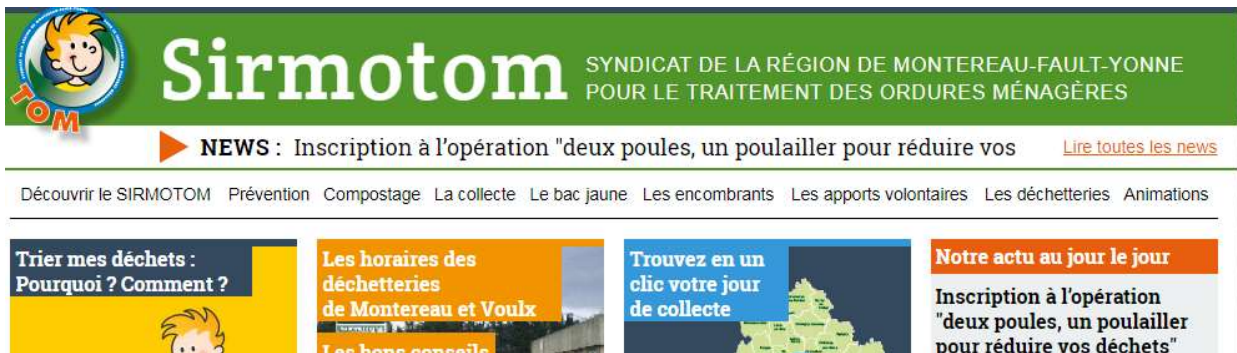 TOM
Sirmotom
SYNDICAT DE LA RÉGION DE MONTEREAU-FAULT-YONNE
POUR LE TRAITEMENT DES ORDURES MÉNAGÈRES
NEWS : Inscription à l'opération "deux poules, un poulailler pour réduire vos
Lire toutes les news
Découvrir le SIRMOTOM Prévention Compostage La collecte Le bac jaune Les encombrants Les apports volontaires Les déchetteries Animations
Trier mes déchets :
Pourquoi ? Comment ?
Les horaires des
déchetteries
de Montereau et Voulx
Les bons conseils
Trouvez en un
clic votre jour
de collecte
Notre actu au jour le jour
Inscription à l'opération
"deux poules, un poulailler
pour réduire vos déchets"